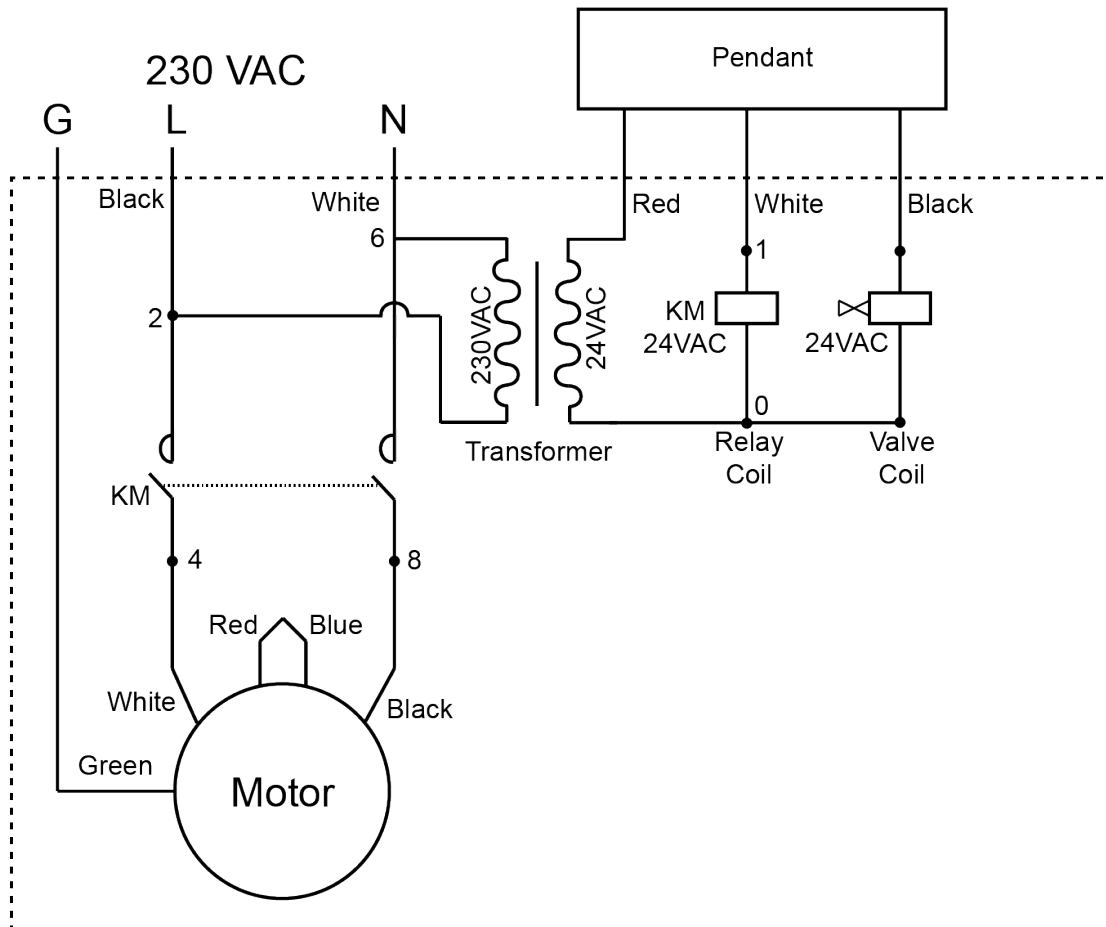 Pendant
230 VAC
G L N
Black
White
Red
White
Black
6
1
2
230VAC
24VAC
KM
24VAC
24VAC
0
Transformer
Relay
Coil
Valve
Coil
KM
4
8
Red
Blue
White
Black
Green
Motor